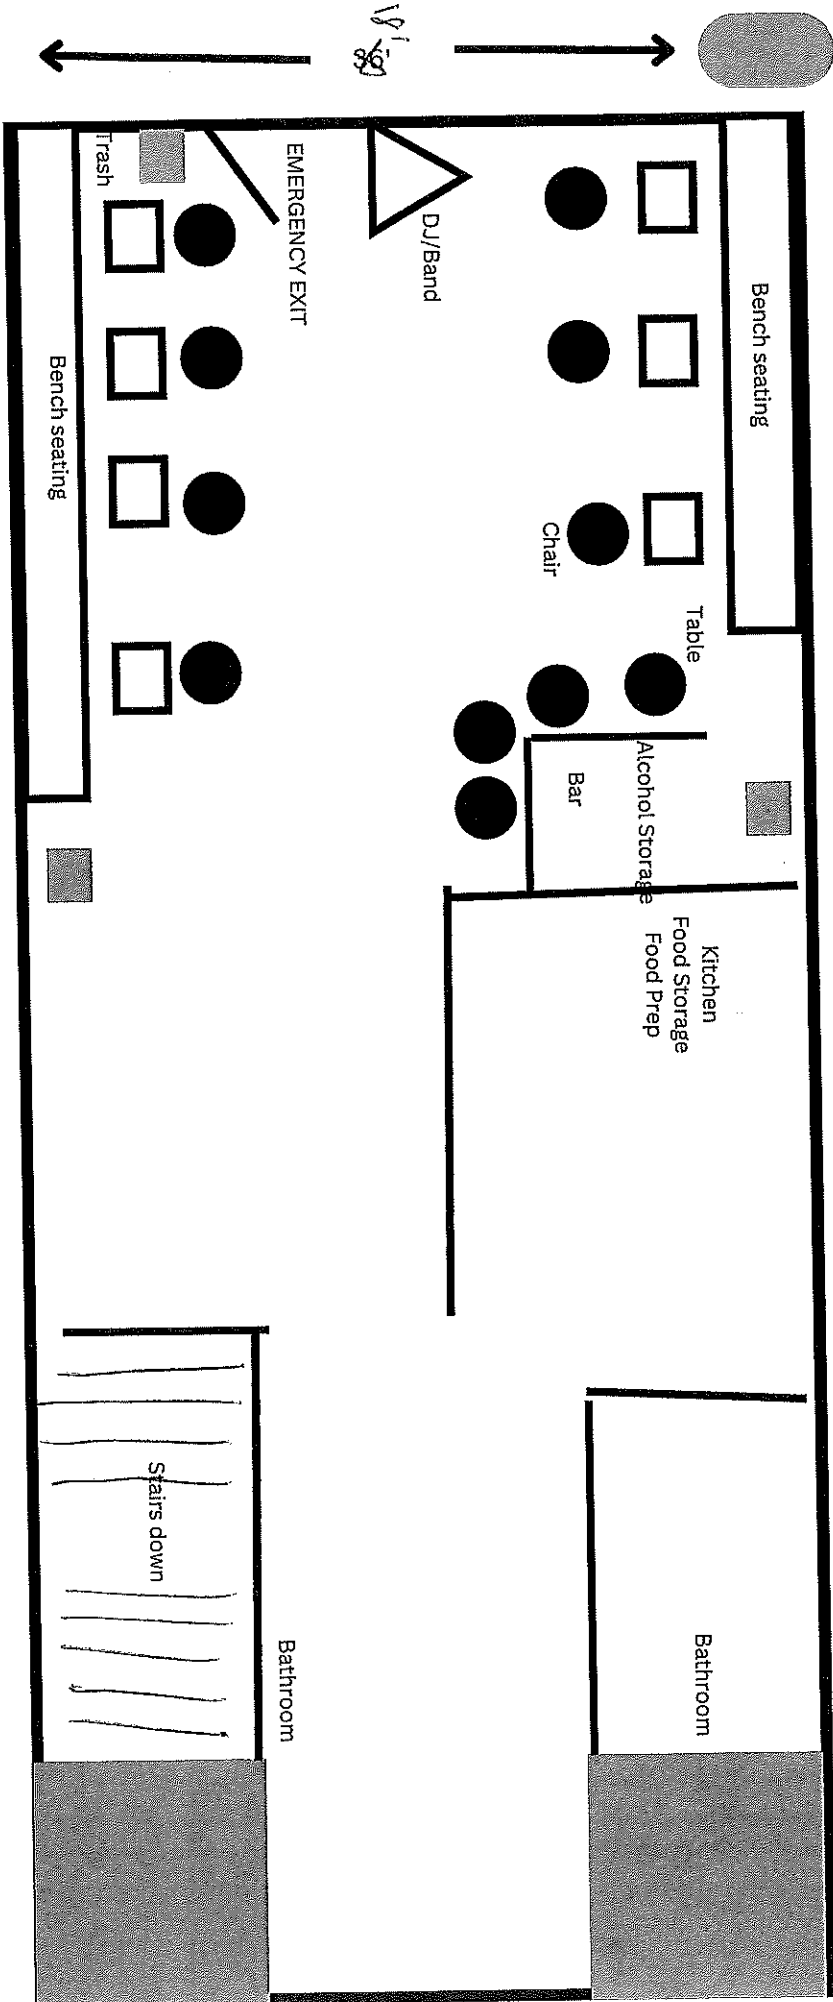 18'
Trash
EMERGENCY EXIT
DJ/Band
Bench seating
Bench seating
Chair
Table
Bar
Alcohol Storage
Kitchen
Food Storage
Food Prep
Stairs down
Bathroom
Bathroom